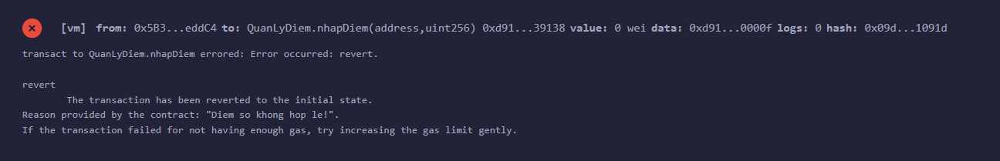 [vm] from: 0x5B3...eddC4 to: QuanLyDiem.nhapDiem(address,uint256) 0xd91...39138 value: 0 wei data: 0xd91...0000f logs: 0 hash: 0x09d...1091d
transact to QuanLyDiem.nhapDiem errored: Error occurred: revert.
revert
The transaction has been reverted to the initial state.
Reason provided by the contract: "Diem so khong hop le!".
If the transaction failed for not having enough gas, try increasing the gas limit gently.